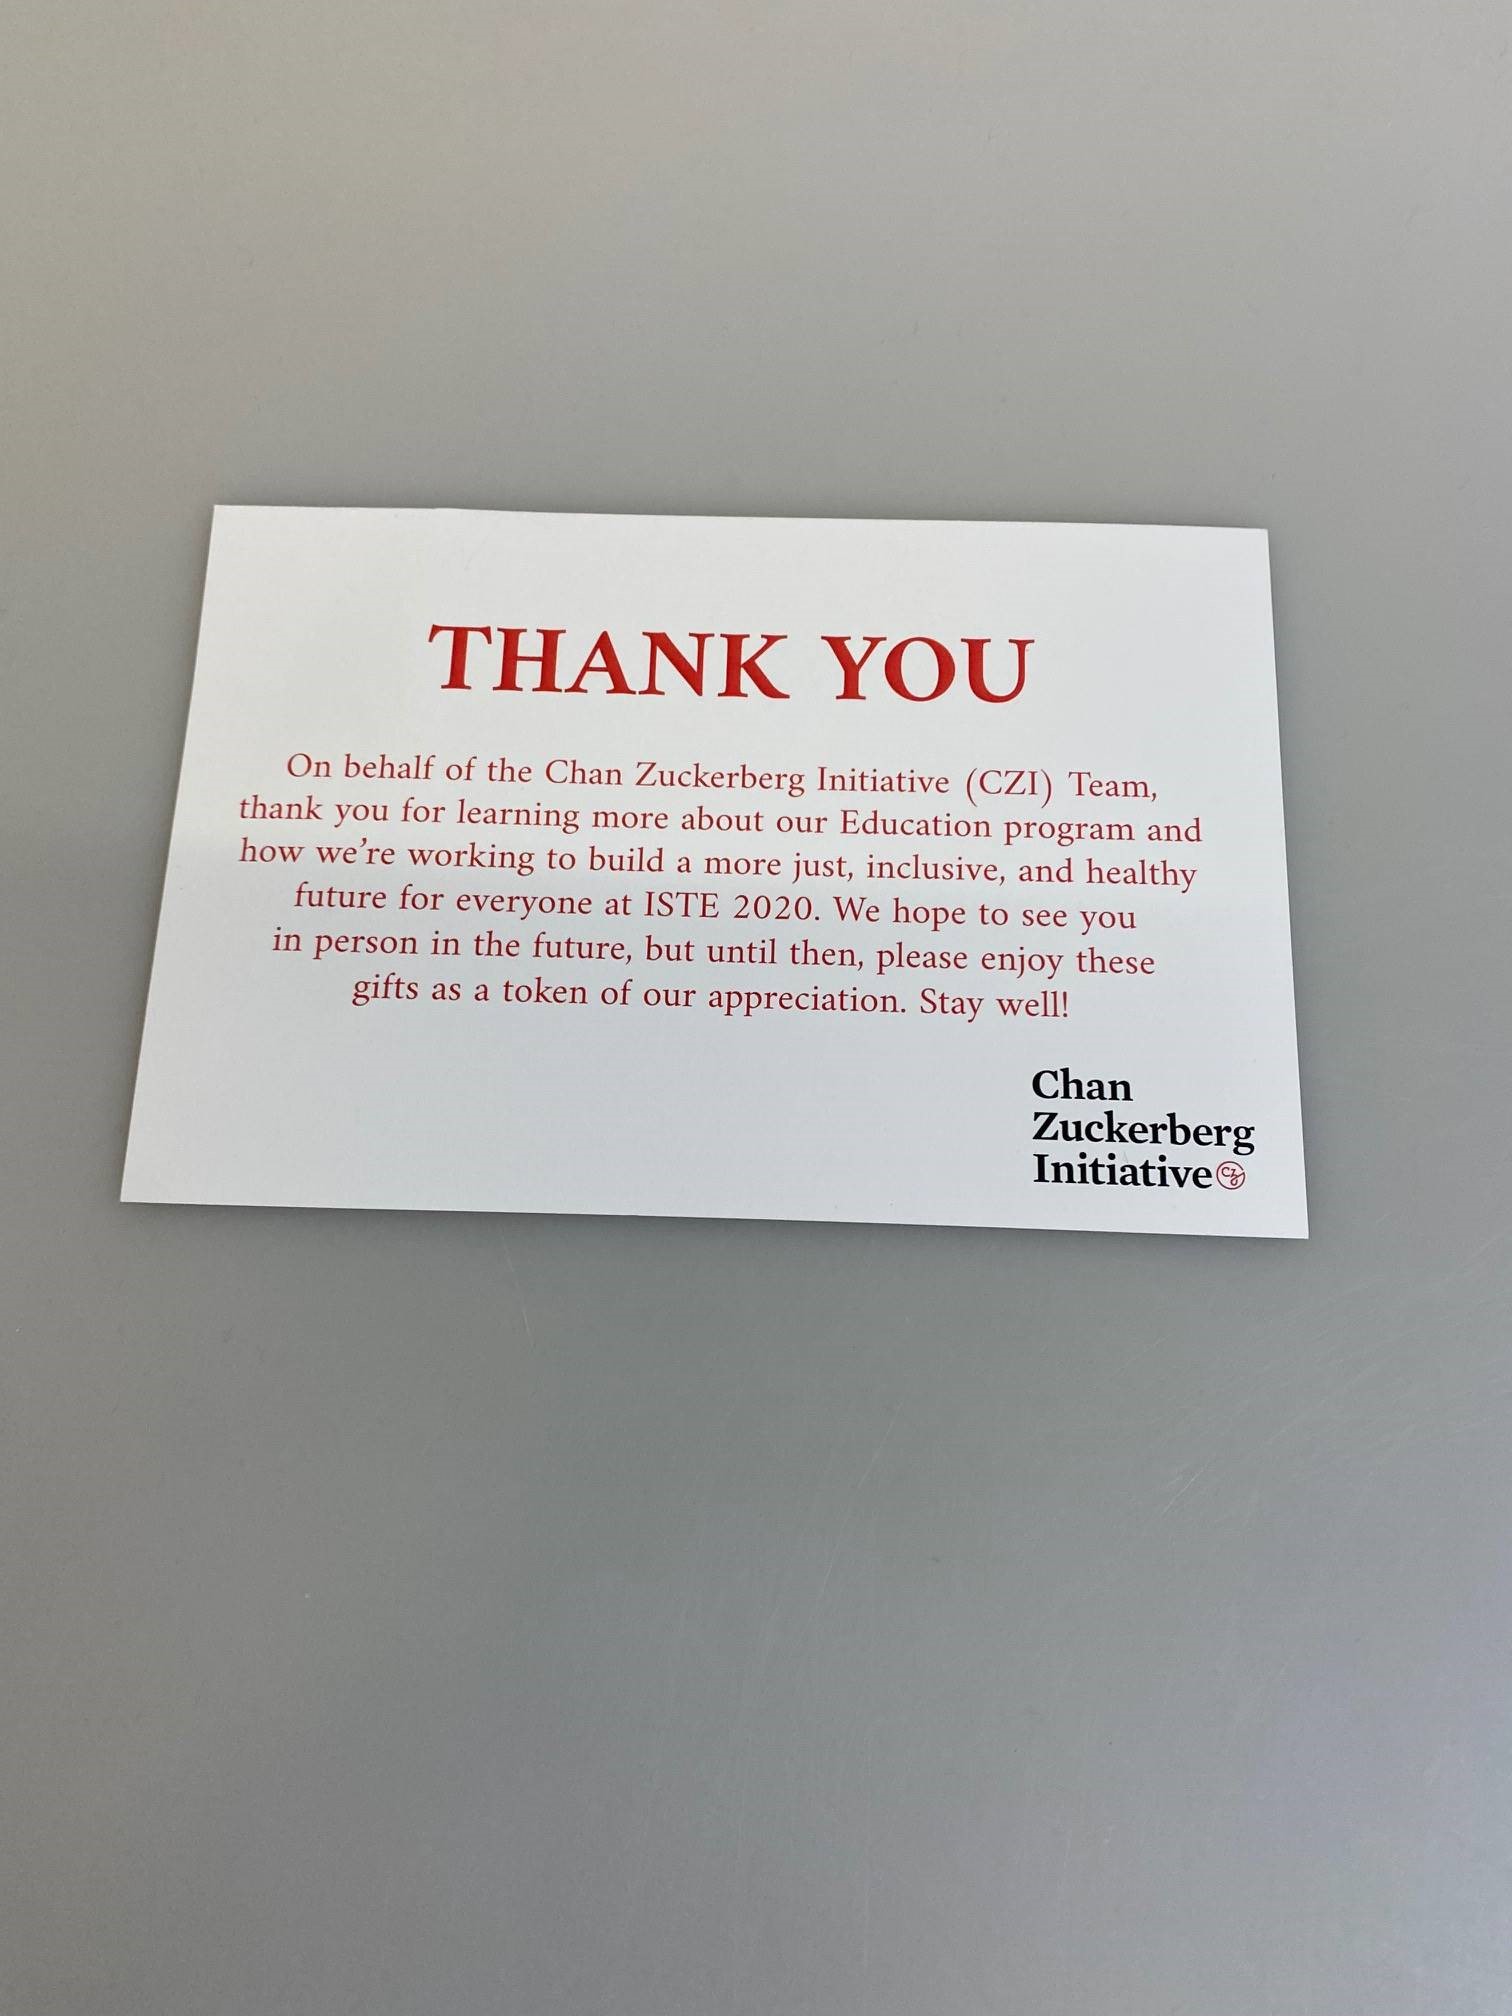 THANK YOU
On behalf of the Chan Zuckerberg Initiative (CZI) Team,
thank you for learning more about our Education program and
how we're working to build a more just, inclusive, and healthy
future for everyone at ISTE 2020. We hope to see you
in person in the future, but until then, please enjoy these
gifts as a token of our appreciation. Stay well!
Chan
Zuckerberg
Initiative CZI